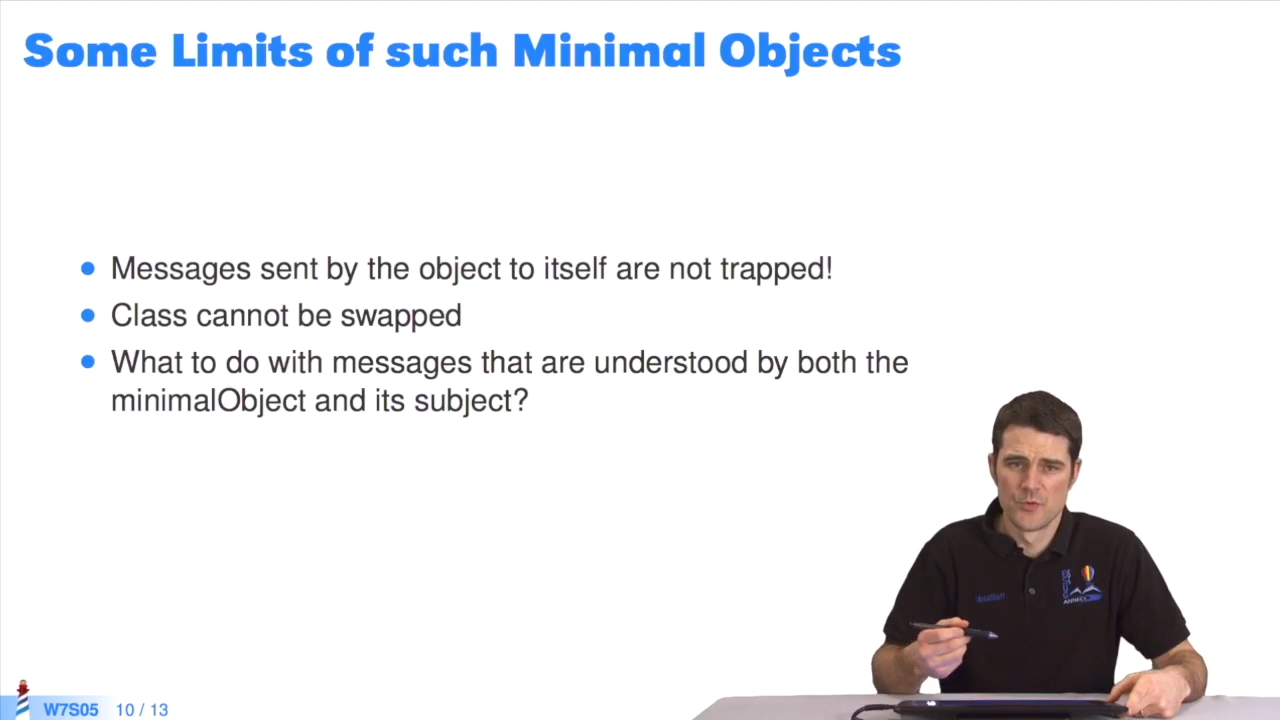 Some Limits of such Minimal Objects
Messages sent by the object to itself are not trapped!
Class cannot be swapped
What to do with messages that are understood by both the
minimalObject and its subject?
ANNECY
W7S05 10 / 13